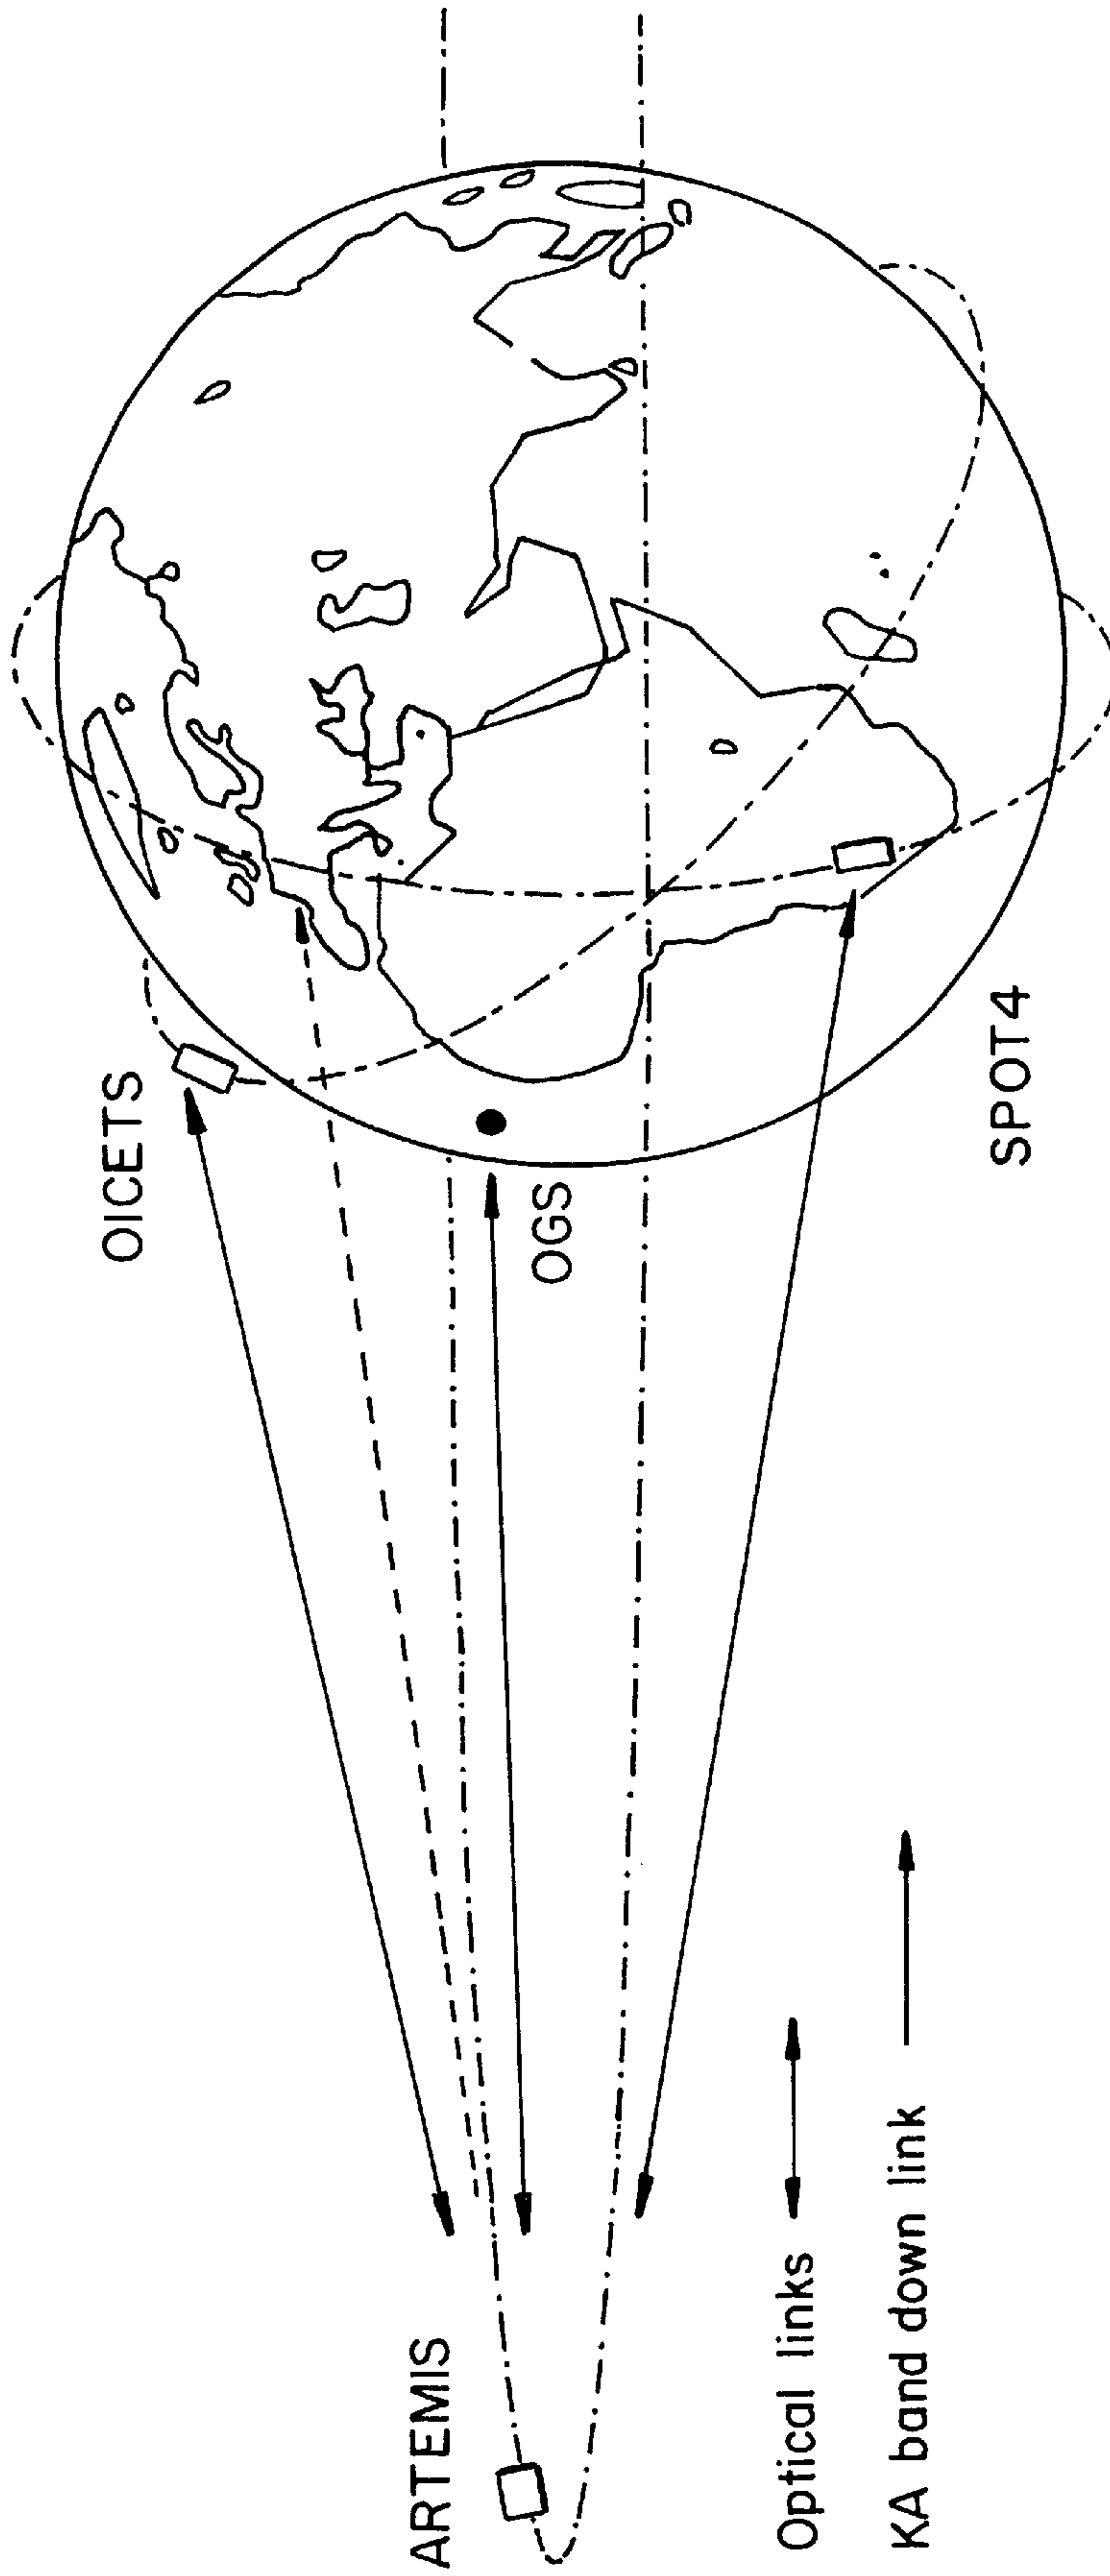 OICETS
OGS
SPOT4
ARTEMIS
Optical links
KA band down link